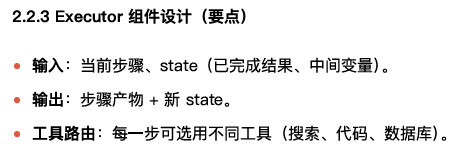 2.2.3 Executor 组件设计（要点）
• 输入：当前步骤、state（已完成结果、中间变量）。
• 输出：步骤产物 + 新 state。
• 工具路由：每一步可选用不同工具（搜索、代码、数据库）。